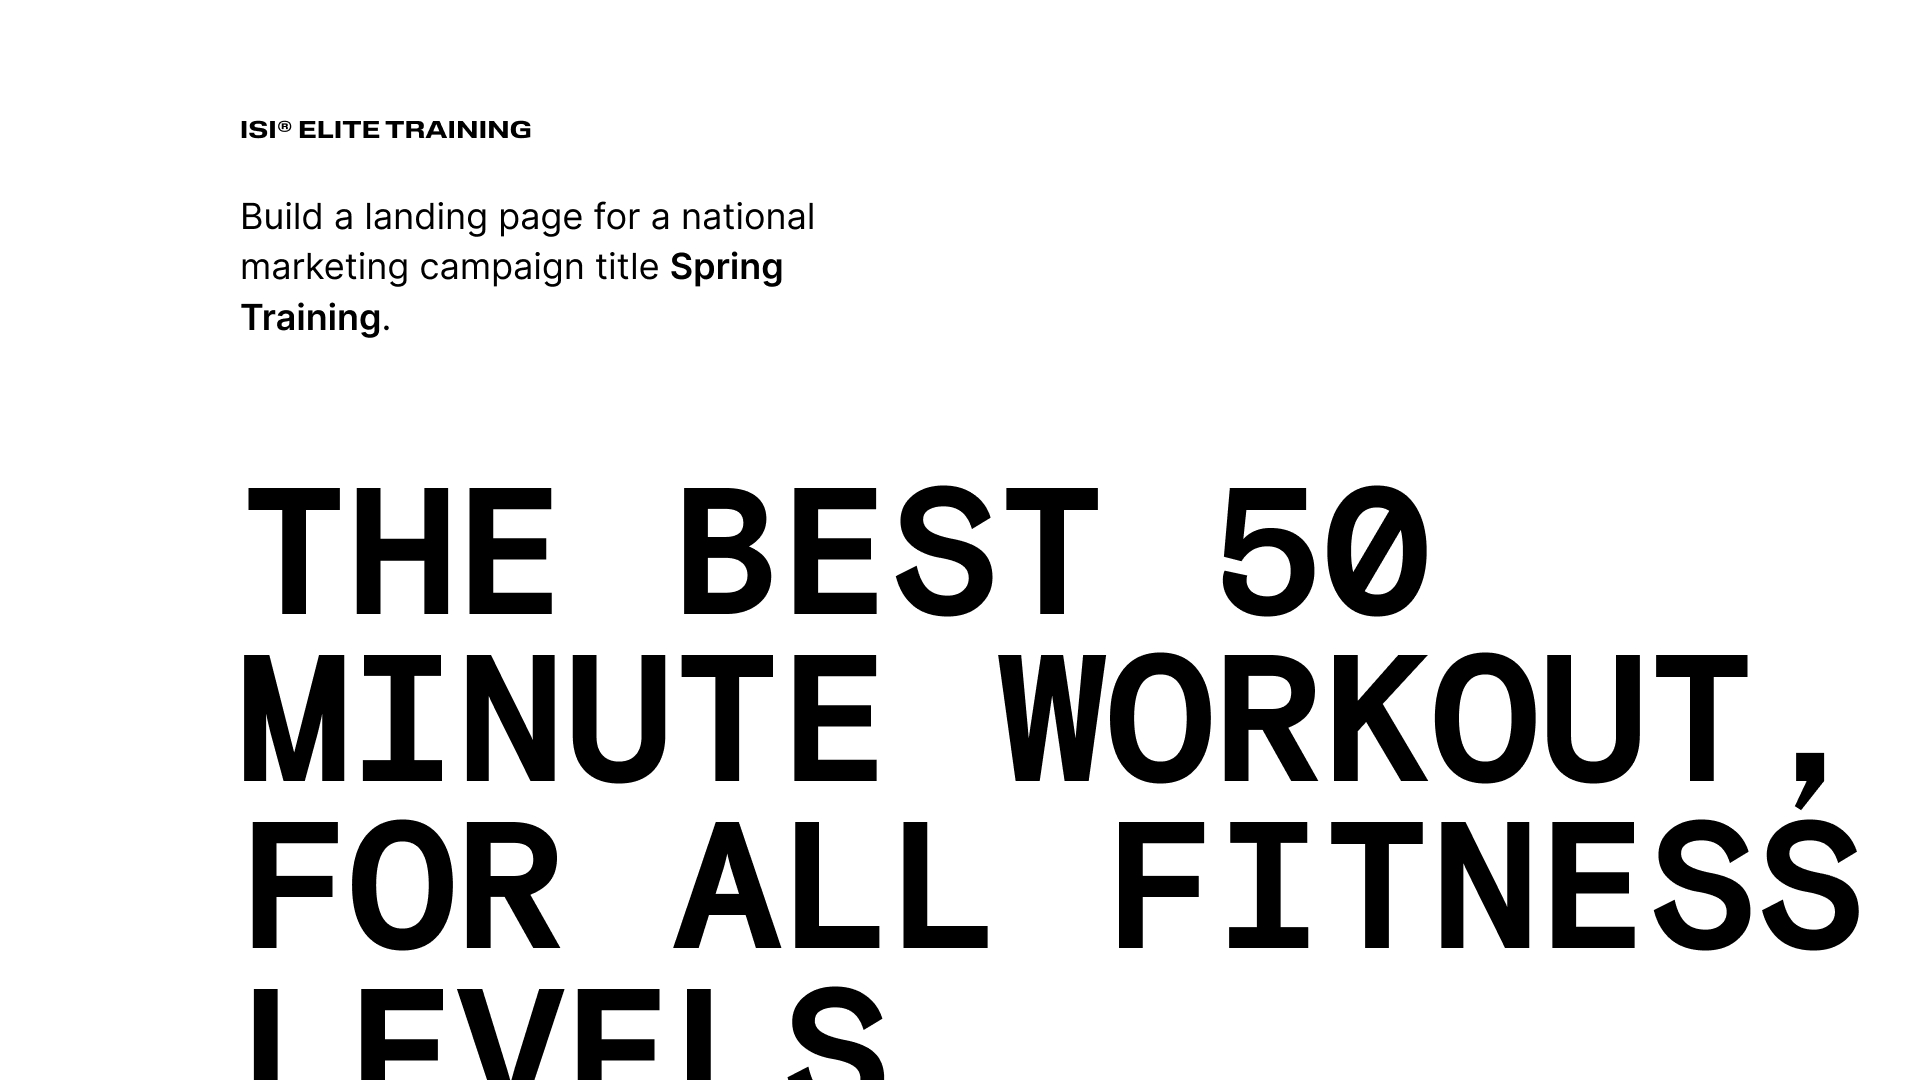 ISI® ELITE TRAINING
Build a landing page for a national
marketing campaign title Spring
Training.
THE BEST 50
MINUTE WORKOUT,
FOR ALL FITNESS
LEVELS